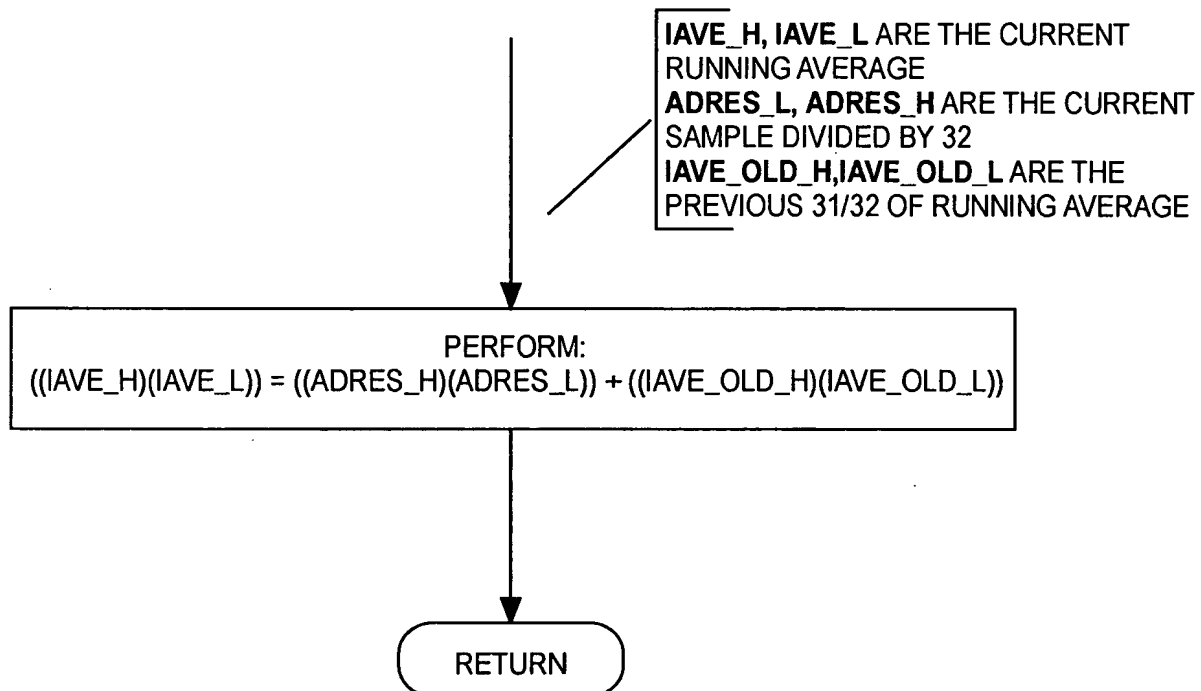 IAVE_H, IAVE_L ARE THE CURRENT
RUNNING AVERAGE
ADRES_L, ADRES_H ARE THE CURRENT
SAMPLE DIVIDED BY 32
IAVE_OLD_H,IAVE_OLD_L ARE THE
PREVIOUS 31/32 OF RUNNING AVERAGE
PERFORM:
((IAVE_H)(IAVE_L)) = ((ADRES_H)(ADRES_L)) + ((IAVE_OLD_H)(IAVE_OLD_L))
RETURN